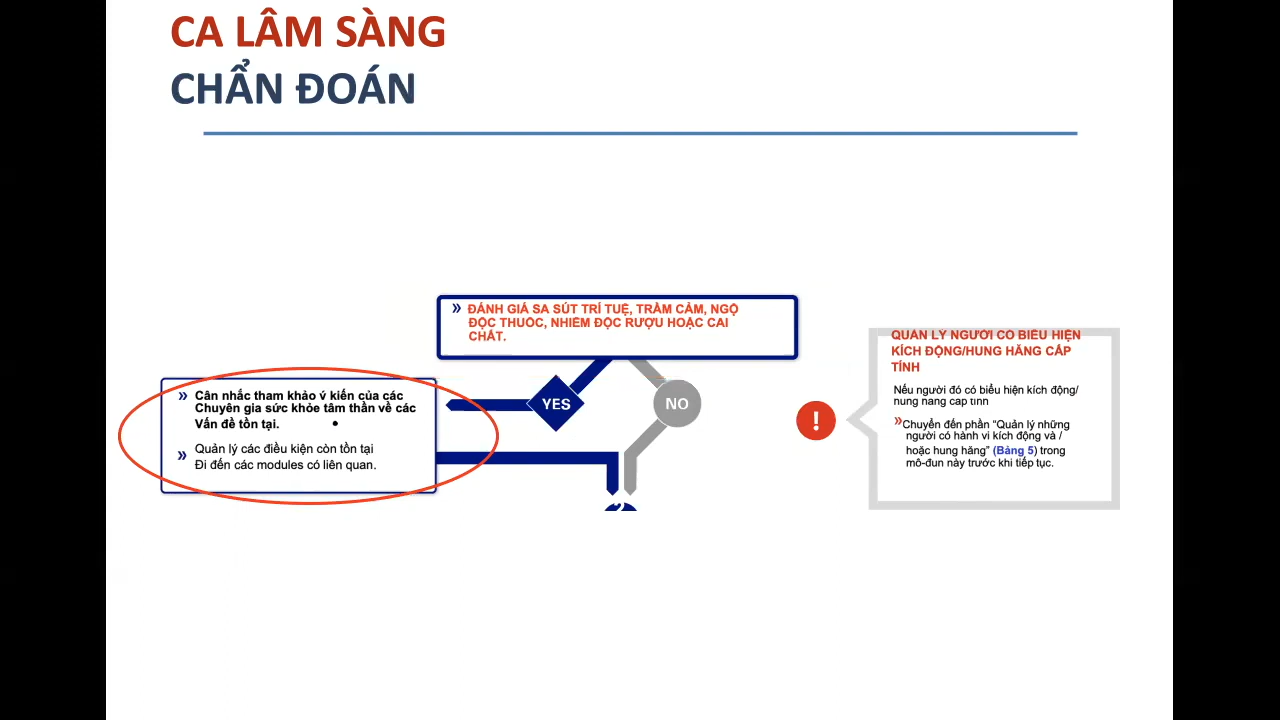 CA LÂM SÀNG
CHẨN ĐOÁN
» ĐÁNH GIÁ SA SÚT TRÍ TUỆ, TRẦM CẢM, NGỘ
ĐỘC THUỐC, NHIỄM ĐỘC RƯỢU HOẶC CAI
CHẤT.
YES
NO
» Cân nhắc tham khảo ý kiến của các
Chuyên gia sức khỏe tâm thần về các
Vấn đề tồn tại.
» Quản lý các điều kiện còn tồn tại
Đi đến các modules có liên quan.
2
!
QUẢN LÝ NGƯỜI CÓ BIỂU HIỆN
KÍCH ĐỘNG/HUNG HĂNG CẤP
TÍNH
Nếu người đó có biểu hiện kích động/
hung hăng cấp tính
»Chuyển đến phần “Quản lý những
người có hành vi kích động và /
hoặc hung hăng” (Bảng 5) trong
mô-đun này trước khi tiếp tục.